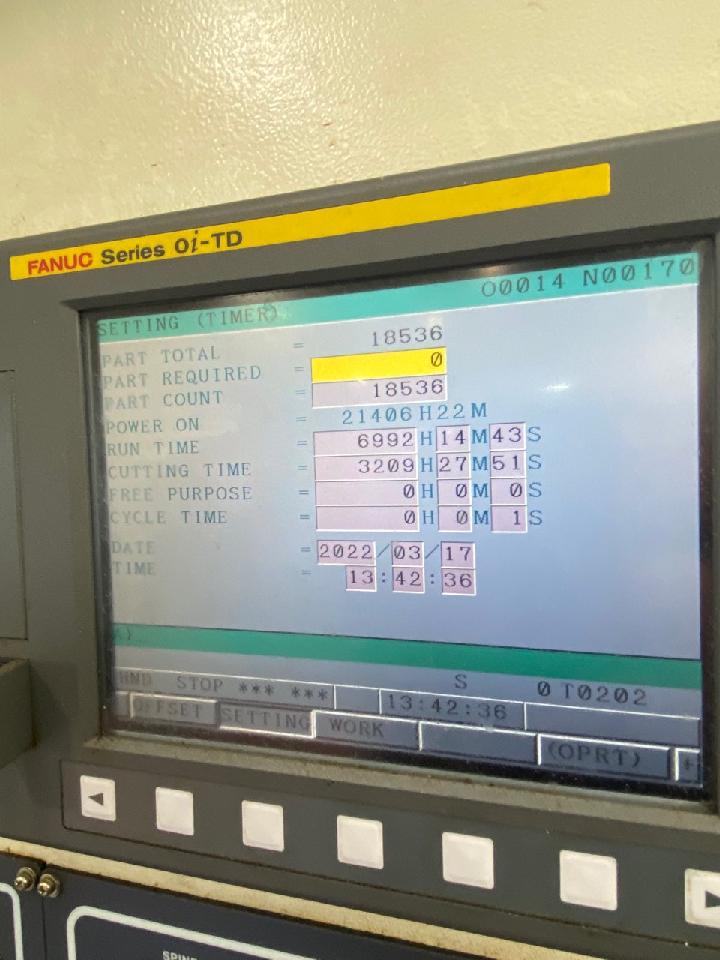 FANUC Series 0i-TD
SETTING (TIMER) O0014 N00170
PART TOTAL = 18536
PART REQUIRED = 0
PART COUNT = 18536
POWER ON = 21406H22M
RUN TIME = 6992H14M43S
CUTTING TIME = 3209H27M51S
FREE PURPOSE = 0H 0M 0S
CYCLE TIME = 0H 0M 1S
DATE = 2022/03/17
TIME = 13:42:36
HND STOP *** *** S 0 T0202
13:42:36
OFFSET SETTING WORK (OPRT) +